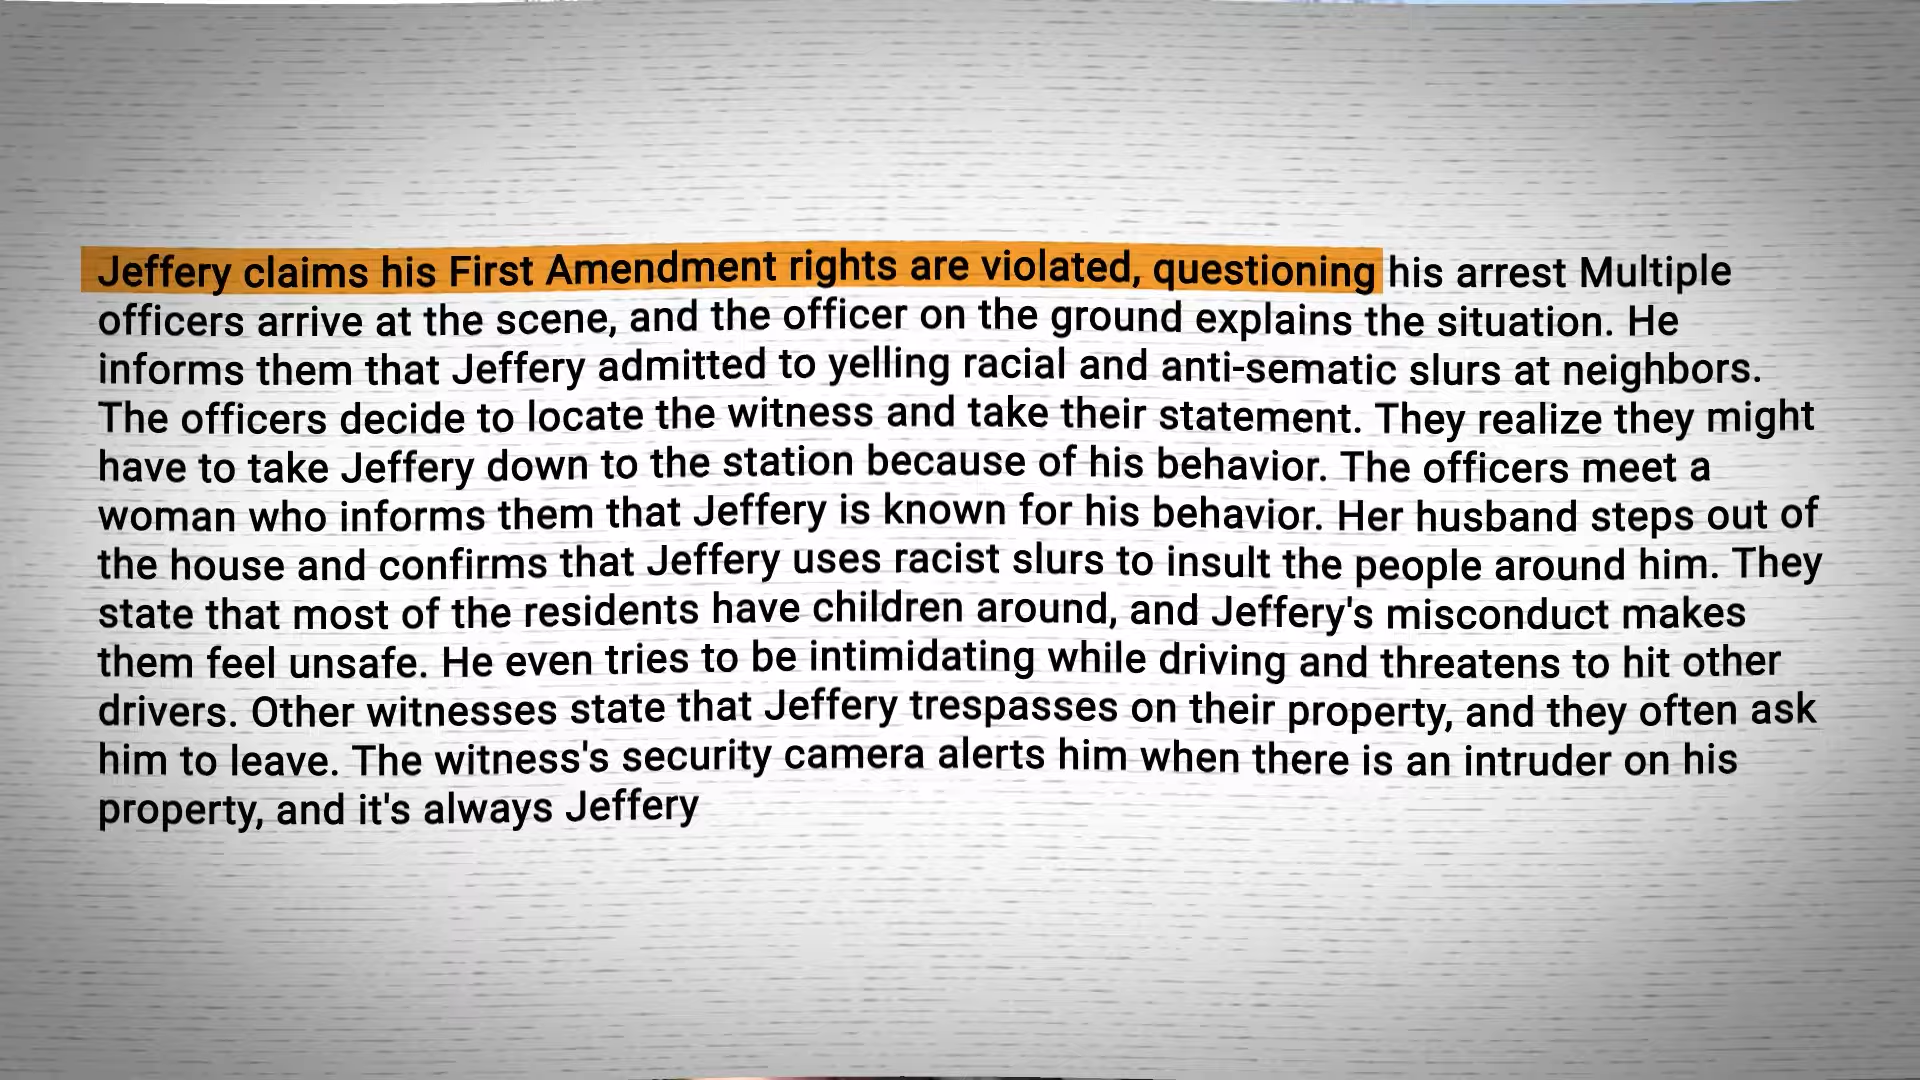 Jeffery claims his First Amendment rights are violated, questioning his arrest Multiple
officers arrive at the scene, and the officer on the ground explains the situation. He
informs them that Jeffery admitted to yelling racial and anti-sematic slurs at neighbors.
The officers decide to locate the witness and take their statement. They realize they might
have to take Jeffery down to the station because of his behavior. The officers meet a
woman who informs them that Jeffery is known for his behavior. Her husband steps out of
the house and confirms that Jeffery uses racist slurs to insult the people around him. They
state that most of the residents have children around, and Jeffery's misconduct makes
them feel unsafe. He even tries to be intimidating while driving and threatens to hit other
drivers. Other witnesses state that Jeffery trespasses on their property, and they often ask
him to leave. The witness's security camera alerts him when there is an intruder on his
property, and it's always Jeffery